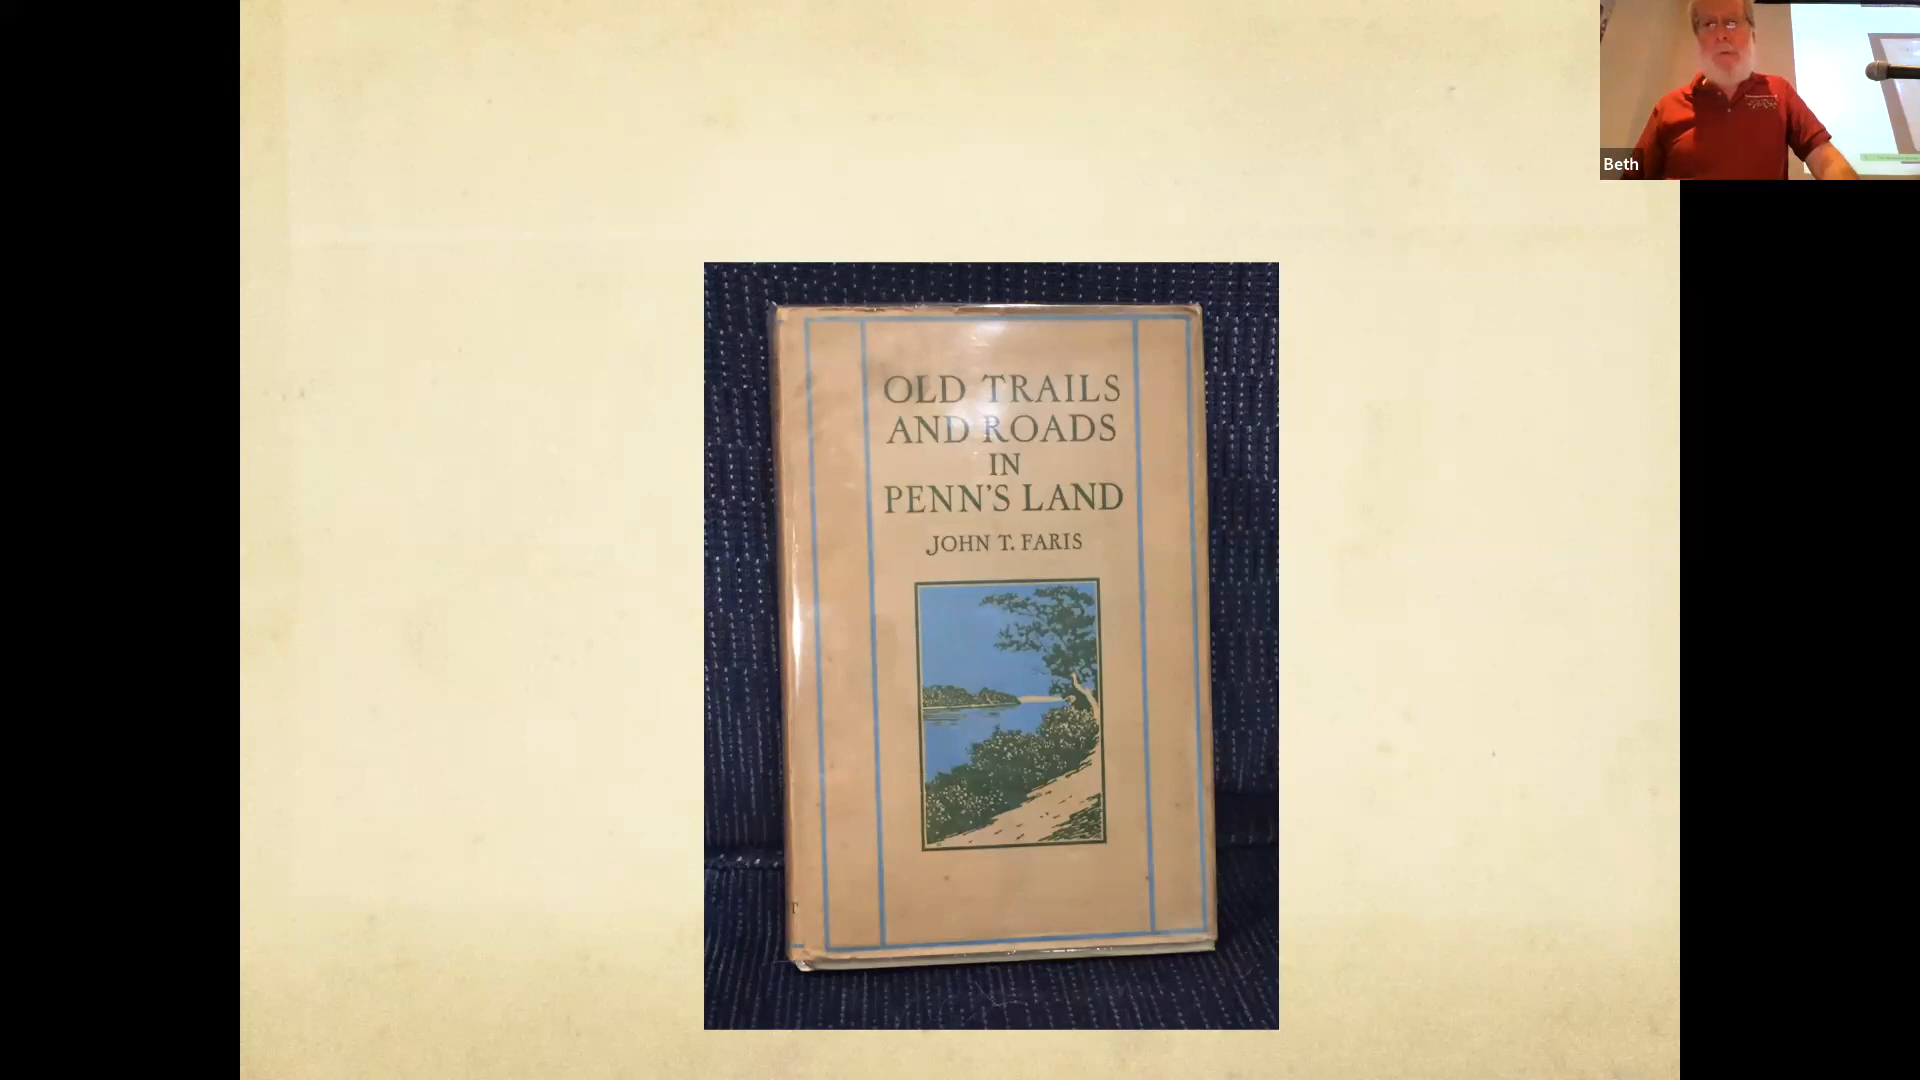 OLD TRAILS
AND ROADS
IN
PENN'S LAND
JOHN T. FARIS
T
Beth